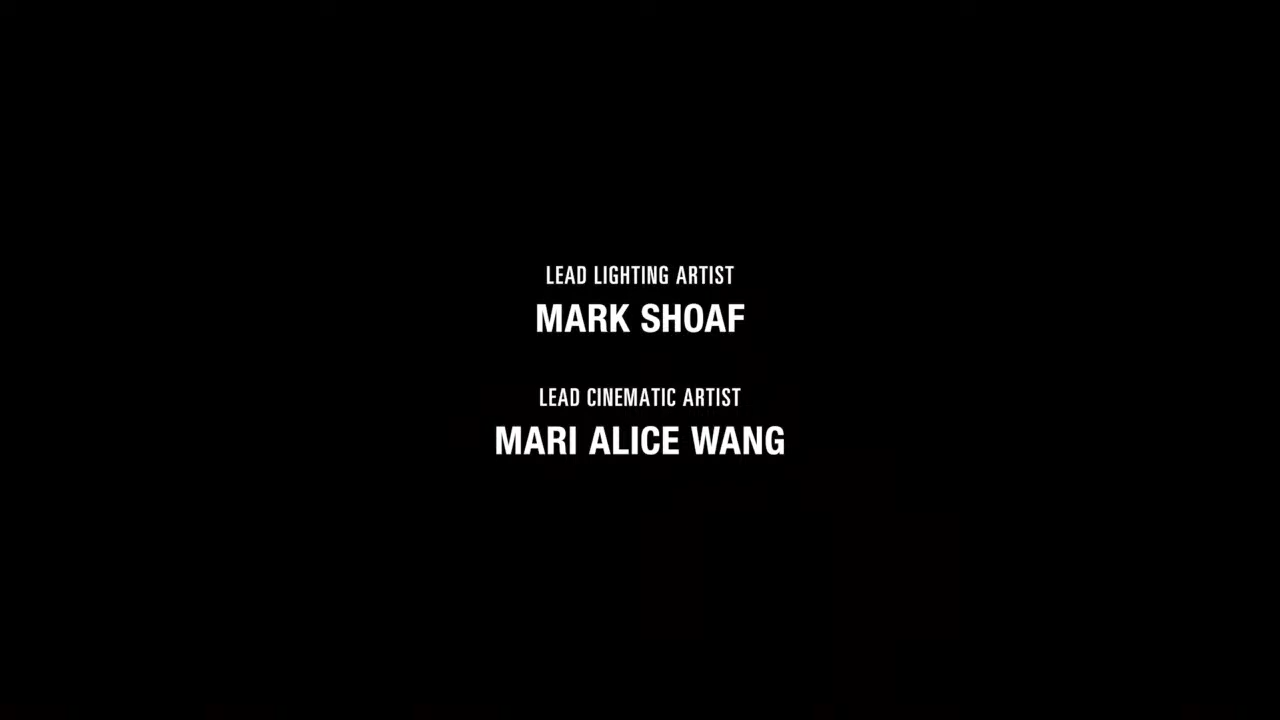 LEAD LIGHTING ARTIST
MARK SHOAF
LEAD CINEMATIC ARTIST
MARI ALICE WANG